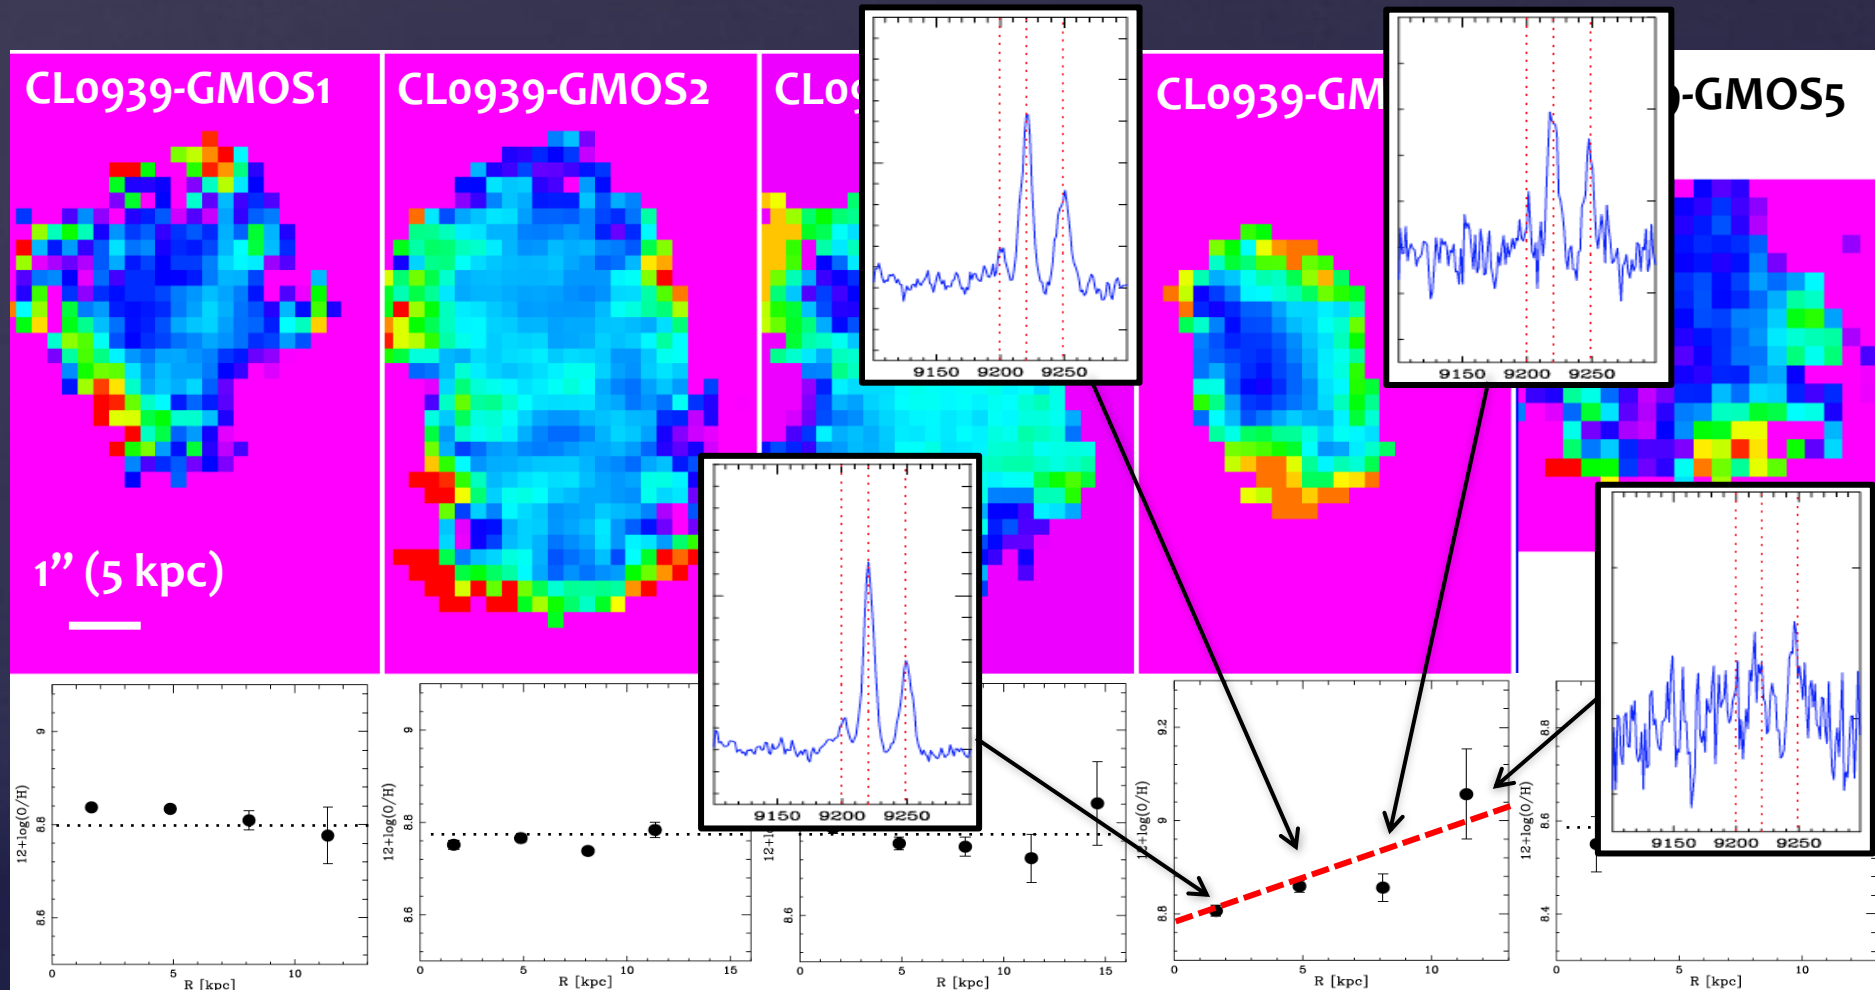 CL0939-GMOS1
CL0939-GMOS2
CL09
CL0939-GM
-GMOS5
1” (5 kpc)
9150 9200 9250
9150 9200 9250
9150 9200 9250
9150 9200 9250
12+log(O/H)
9
8.8
8.6
0 5 10
R [kpc]
12+log(O/H)
9
8.8
8.6
0 5 10 15
R [kpc]
12+l
8.6
0 5 10 15
R [kpc]
12+log(O/H)
9.2
9
8.8
0 5 10
R [kpc]
12+log(O/H)
8.8
8.6
8.4
0 5 10
R [kpc]